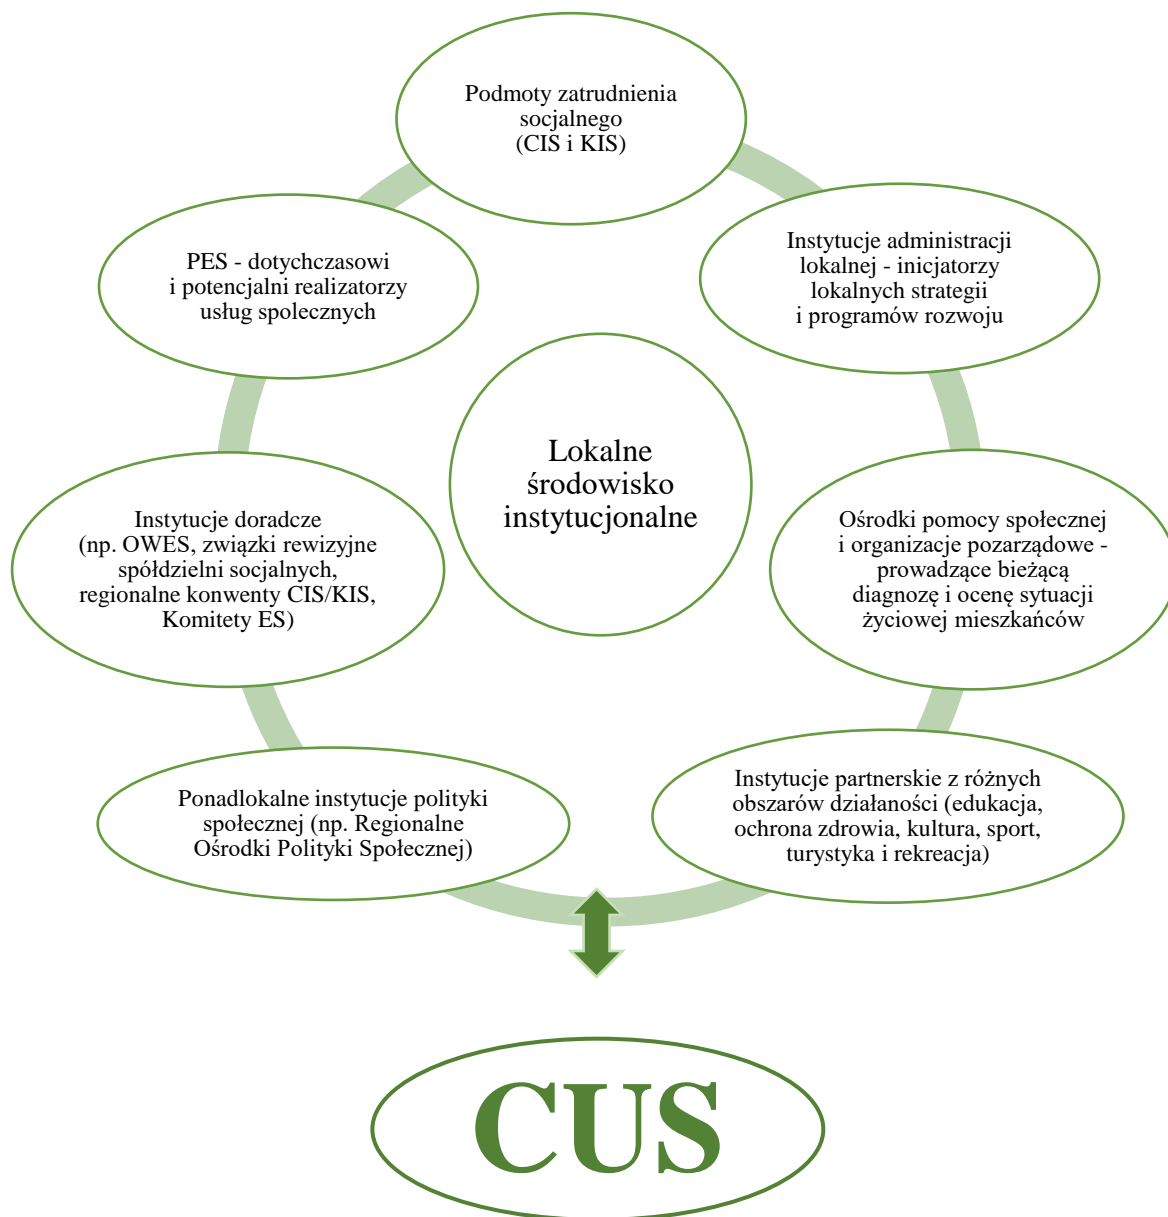 Podmoty zatrudnienia
socjalnego
(CIS i KIS)
Instytucje administracji
lokalnej - inicjatorzy
lokalnych strategii
i programów rozwoju
PES - dotychczasowi
i potencjalni realizatorzy
usług spolecznych
Lokalne
środowisko
instytucjonalne
Instytucje doradcze
(np. OWES, związki rewizyjne
spółdzielni socjalnych,
regionalne konwenty CIS/KIS,
Komitety ES)
Ośrodki pomocy społecznej
i organizacje pozarządowe -
prowadzące bieżącą
diagnozę i ocenę sytuacji
życiowej mieszkańców
Ponadlokalne instytucje polityki
społecznej (np. Regionalne
Ośrodki Polityki Społecznej)
Instytucje partnerskie z różnych
obszarów działaności (edukacja,
ochrona zdrowia, kultura, sport,
turystyka i rekreacja)
CUS